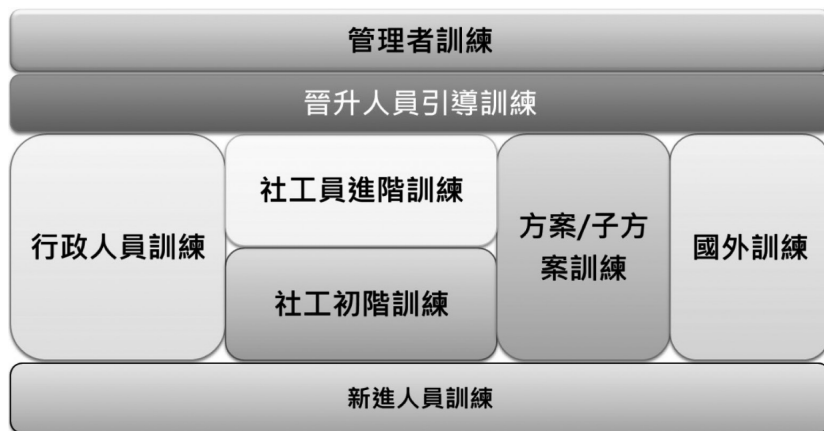 管理者訓練
晉升人員引導訓練
行政人員訓練
社工員進階訓練
社工初階訓練
方案/子方
案訓練
國外訓練
新進人員訓練